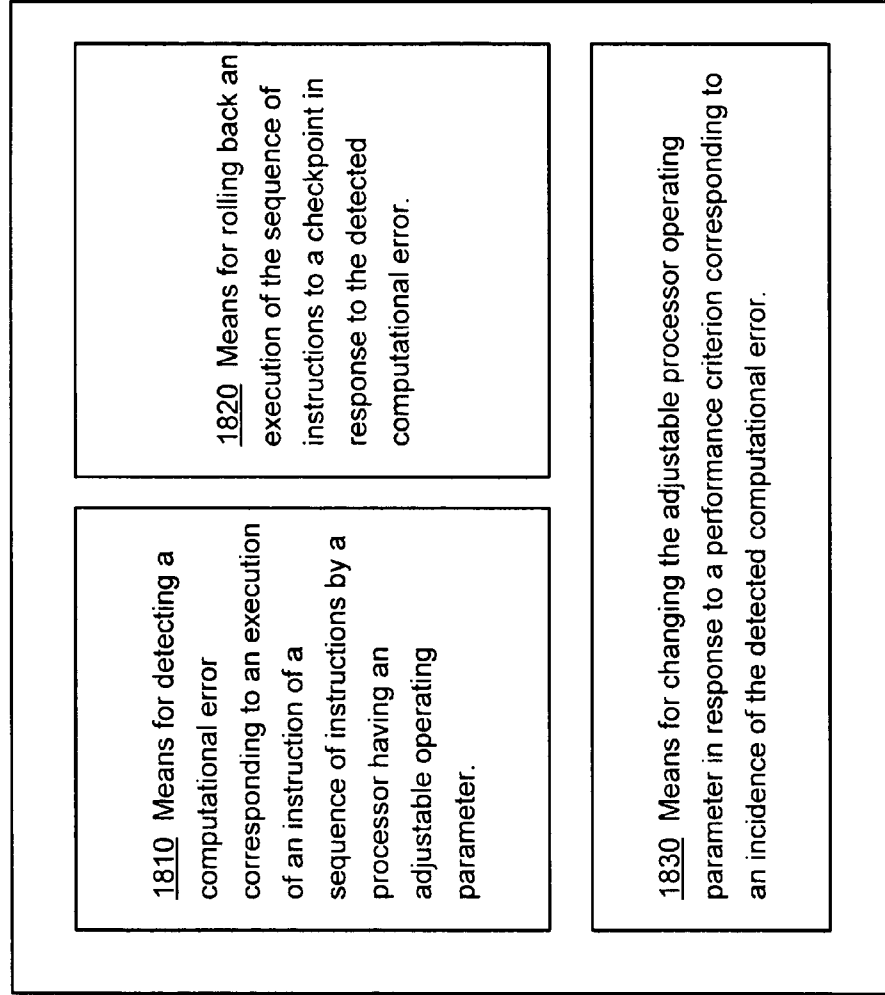 1810 Means for detecting a
computational error
corresponding to an execution
of an instruction of a
sequence of instructions by a
processor having an
adjustable operating
parameter.
1820 Means for rolling back an
execution of the sequence of
instructions to a checkpoint in
response to the detected
computational error.
1830 Means for changing the adjustable processor operating
parameter in response to a performance criterion corresponding to
an incidence of the detected computational error.